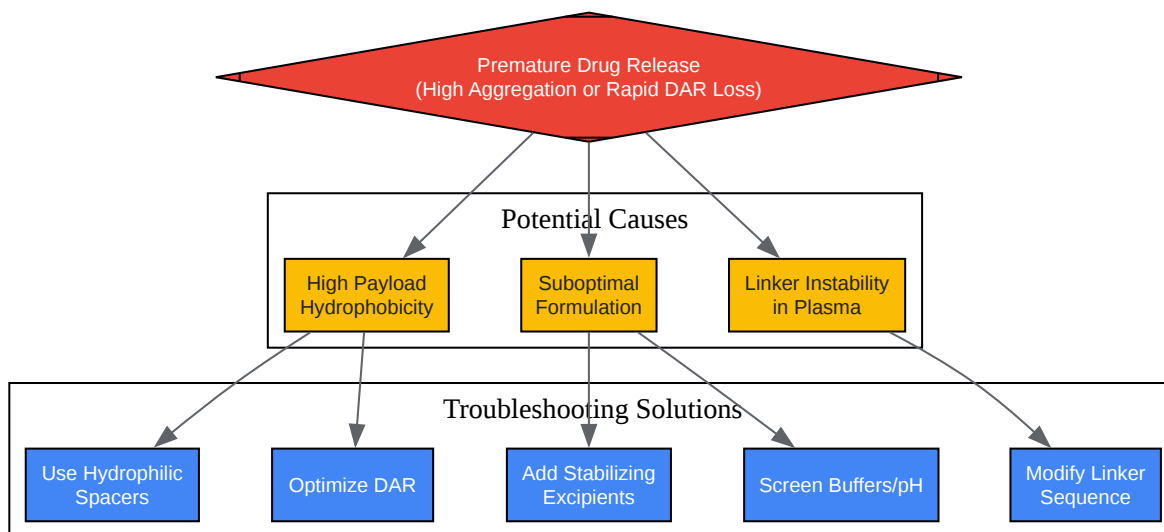 Premature Drug Release
(High Aggregation or Rapid DAR Loss)
Potential Causes
High Payload
Hydrophobicity
Suboptimal
Formulation
Linker Instability
in Plasma
Troubleshooting Solutions
Use Hydrophilic
Spacers
Optimize DAR
Add Stabilizing
Excipients
Screen Buffers/pH
Modify Linker
Sequence